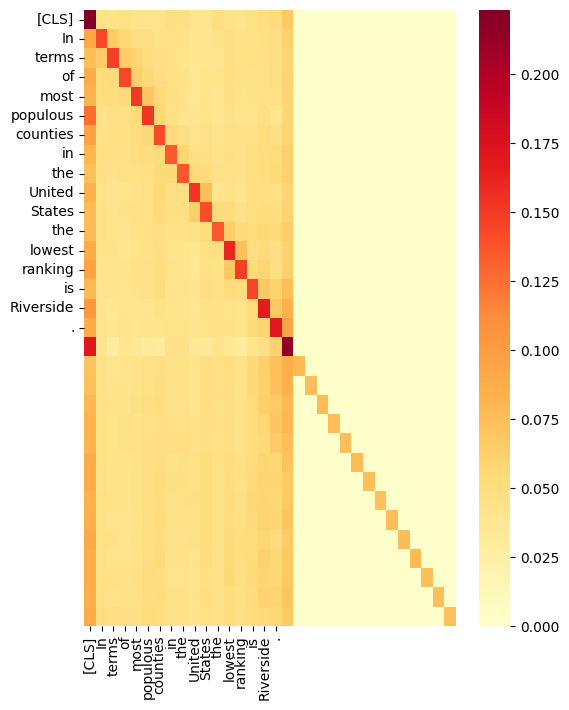 [CLS]
In
terms
of
most
populous
counties
in
the
United
States
the
lowest
ranking
is
Riverside
.
0.200
0.175
0.150
0.125
0.100
0.075
0.050
0.025
0.000
[CLS]
In
terms
of
most
populous
counties
in
the
United
States
the
lowest
ranking
is
Riverside
.